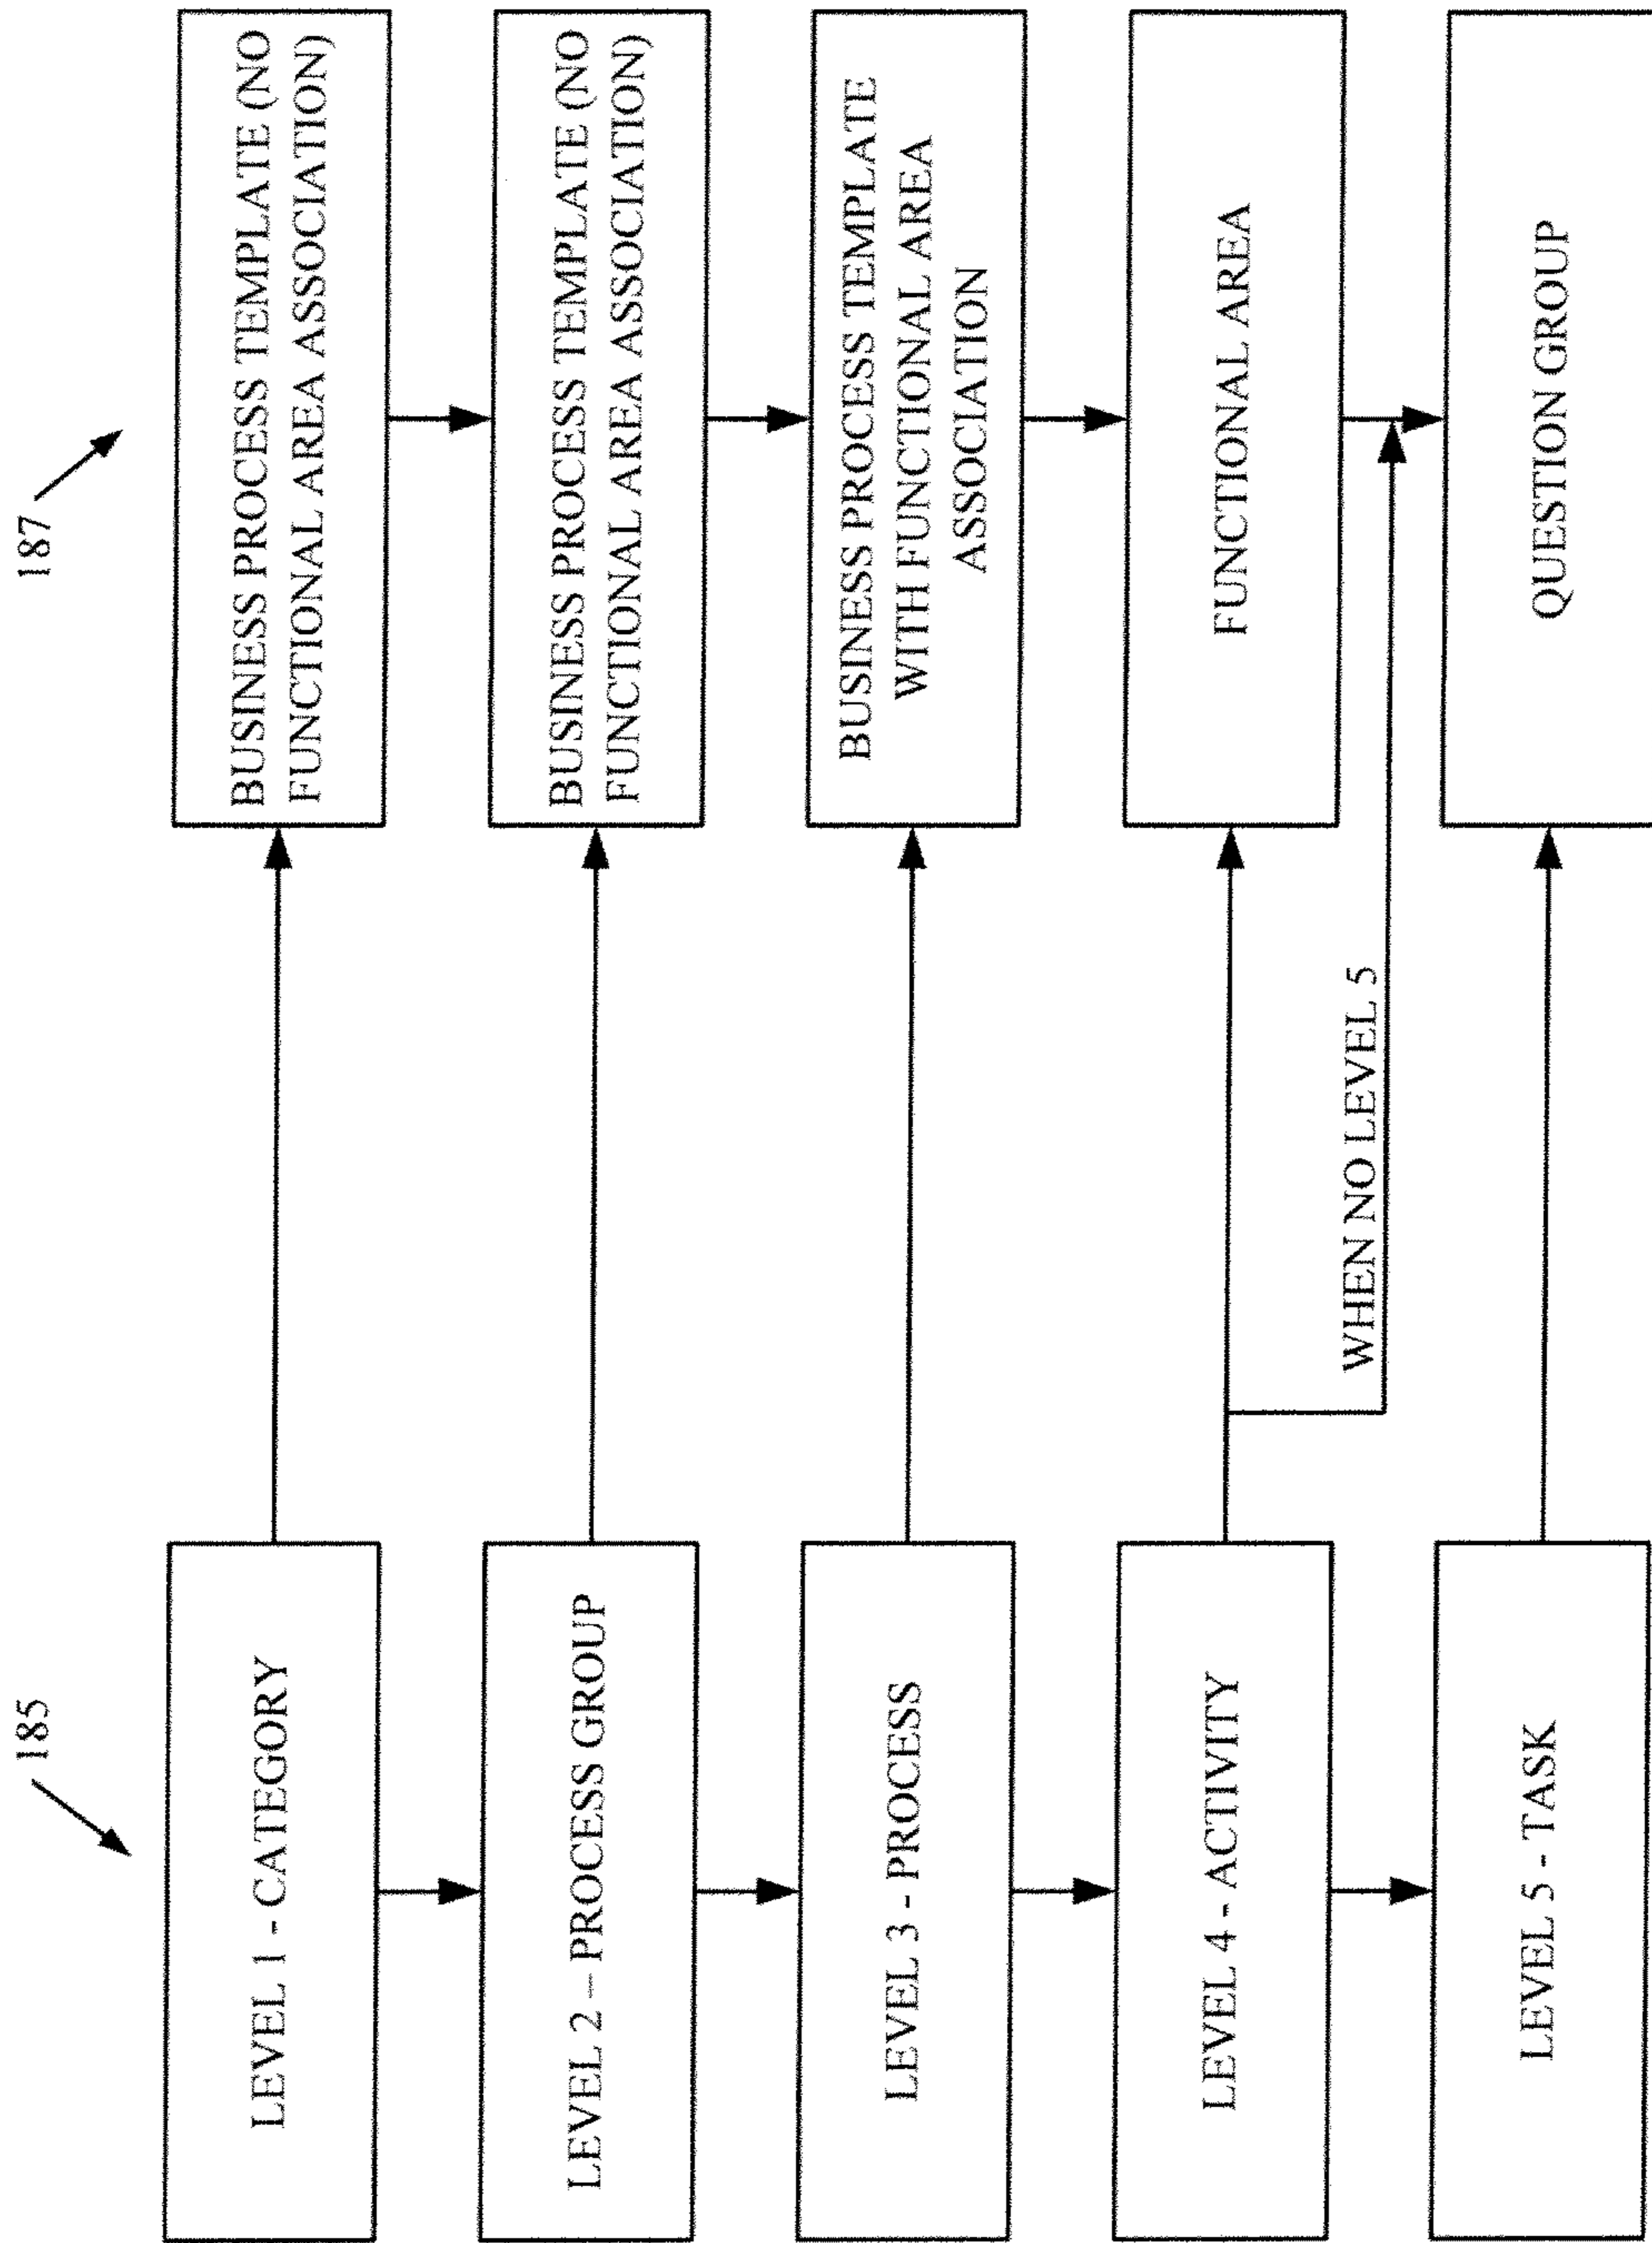 185
187
LEVEL 1 - CATEGORY
BUSINESS PROCESS TEMPLATE (NO
FUNCTIONAL AREA ASSOCIATION)
LEVEL 2 – PROCESS GROUP
BUSINESS PROCESS TEMPLATE (NO
FUNCTIONAL AREA ASSOCIATION)
LEVEL 3 - PROCESS
BUSINESS PROCESS TEMPLATE
WITH FUNCTIONAL AREA
ASSOCIATION
LEVEL 4 - ACTIVITY
FUNCTIONAL AREA
WHEN NO LEVEL 5
LEVEL 5 - TASK
QUESTION GROUP